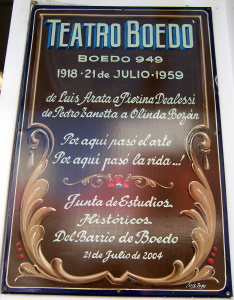 TEATRO BOEDO
BOEDO 949
1918 · 21 de JULIO · 1959
de Luis Arata a Pierina Dealessi
de Pedro Zanetta a Olinda Bozán
Por aquí pasó el arte
Por aquí pasó la vida...!
Junta de Estudios
Históricos
Del Barrio de Boedo
21 de Julio de 2004